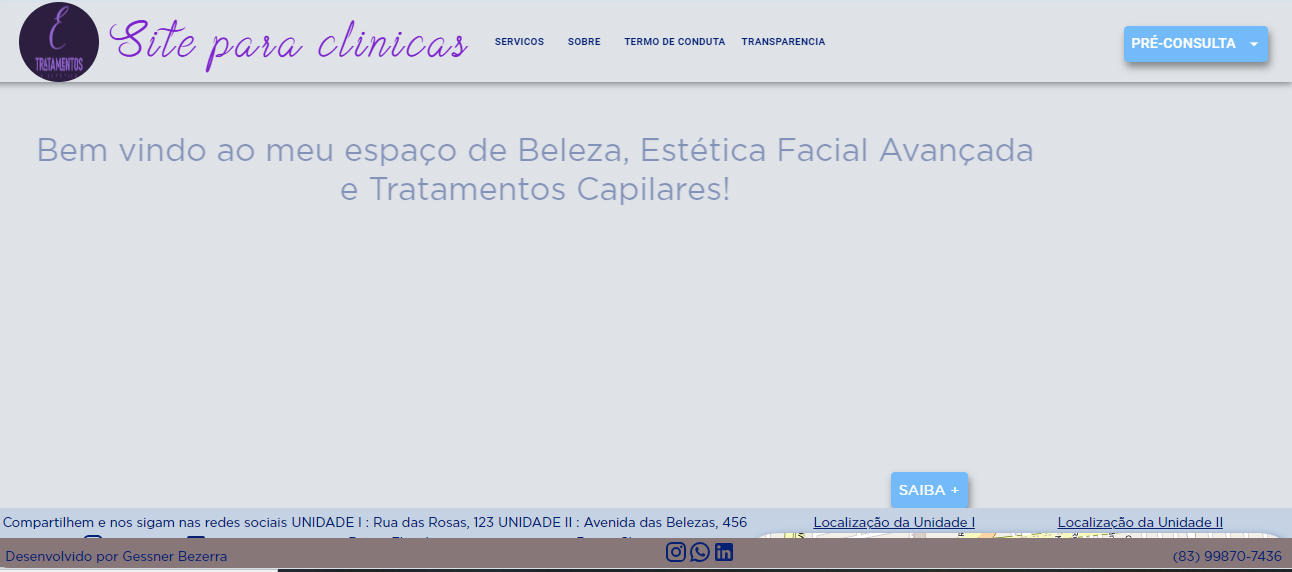 É
TRATAMENTOS
Site para clinicas
SERVICOS SOBRE TERMO DE CONDUTA TRANSPARENCIA
PRÉ-CONSULTA
Bem vindo ao meu espaço de Beleza, Estética Facial Avançada
e Tratamentos Capilares!
SAIBA +
Compartilhem e nos sigam nas redes sociais UNIDADE I : Rua das Rosas, 123 UNIDADE II : Avenida das Belezas, 456
Localização da Unidade I
Localização da Unidade II
Desenvolvido por Gessner Bezerra
(83) 99870-7436